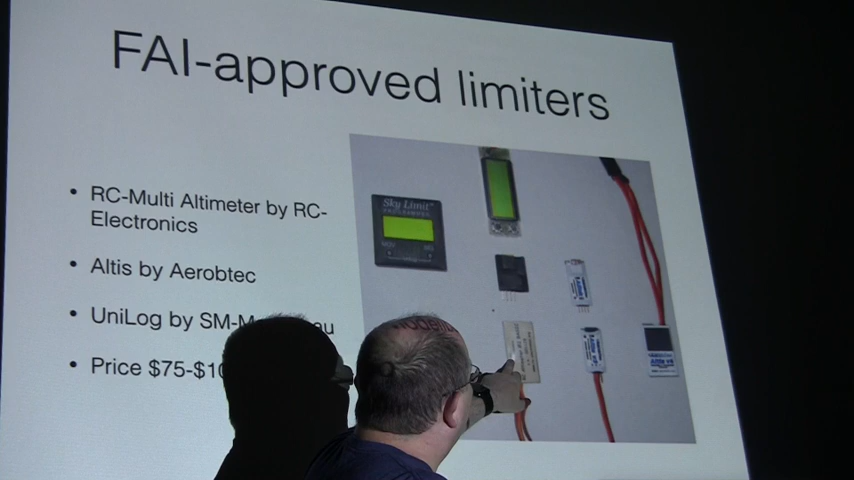 FAI-approved limiters
• RC-Multi Altimeter by RC-
Electronics
• Altis by Aerobtec
• UniLog by SM-M
• Price $75-$10
Sky Limit